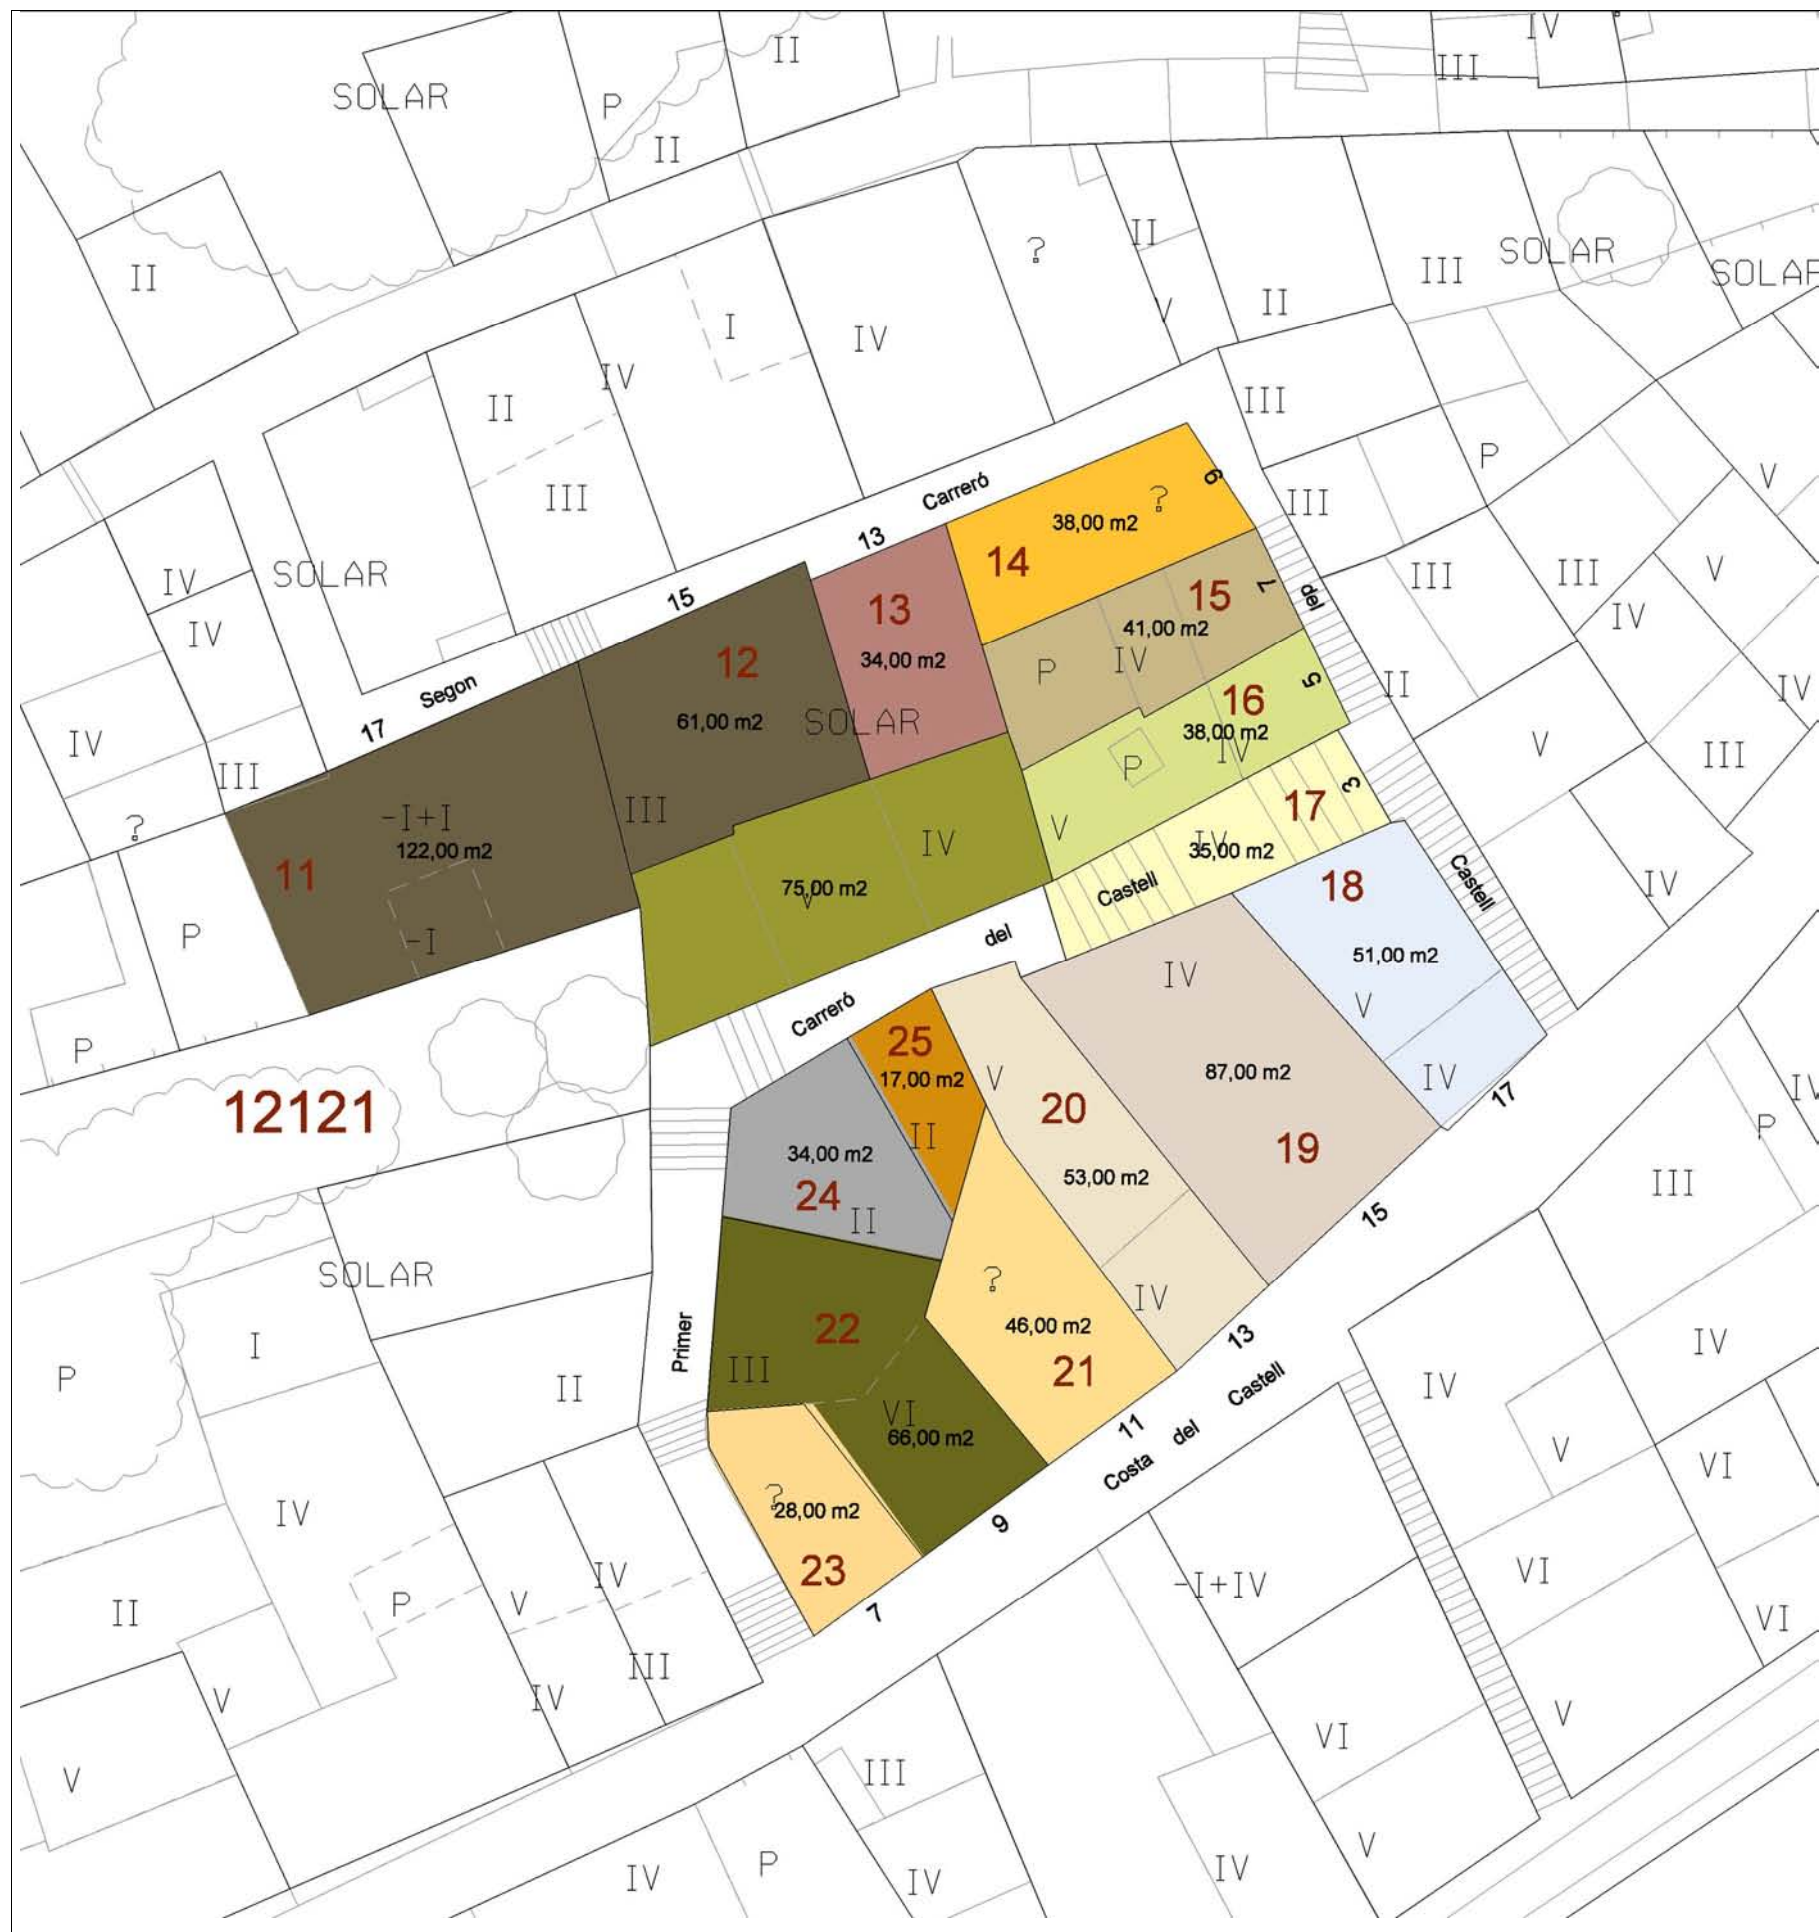 II
IV
III
SOLAR
P
II
II
?
II
III
SOLAR
SOLAR
II
V
II
I
IV
IV
II
III
P
V
III
6
Carreró
?
38,00 m2
III
14
13
IV
SOLAR
15
13
15
7
del
III
III
V
IV
41,00 m2
IV
12
34,00 m2
P
IV
5
II
IV
Segon
16
17
61,00 m2
SOLAR
38,00 m2
IV
P
V
III
IV
III
3
17
-I+I
III
?
122,00 m2
IV
V
IV
35,00 m2
11
75,00 m2
V
Castell
18
Castell
IV
P
-I
del
51,00 m2
IV
V
Carreró
P
25
17,00 m2
V
87,00 m2
IV
17
IV
12121
20
P
II
34,00 m2
24
II
53,00 m2
19
III
15
SOLAR
?
IV
I
Primer
22
46,00 m2
13
IV
P
II
III
21
Castell
IV
VI
66,00 m2
11
del
V
Costa
VI
IV
?
28,00 m2
9
IV
23
-I+IV
VI
II
P
V
7
VI
III
V
IV
V
VI
V
III
V
IV
P
IV
IV